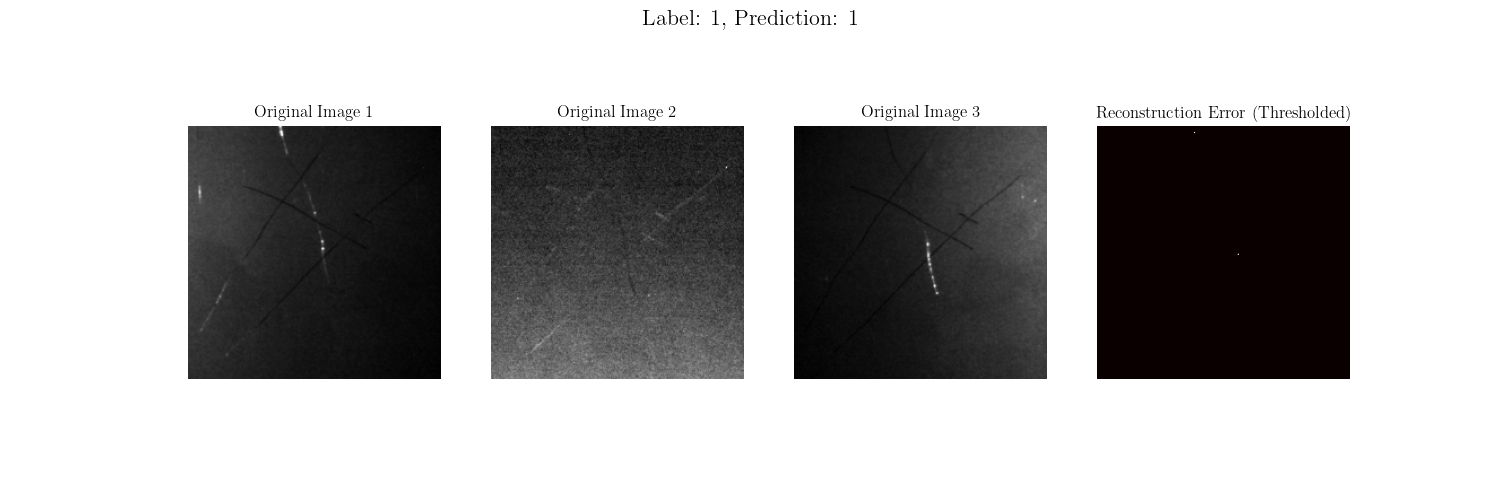 Label: 1, Prediction: 1
Original Image 1
Original Image 2
Original Image 3
Reconstruction Error (Thresholded)